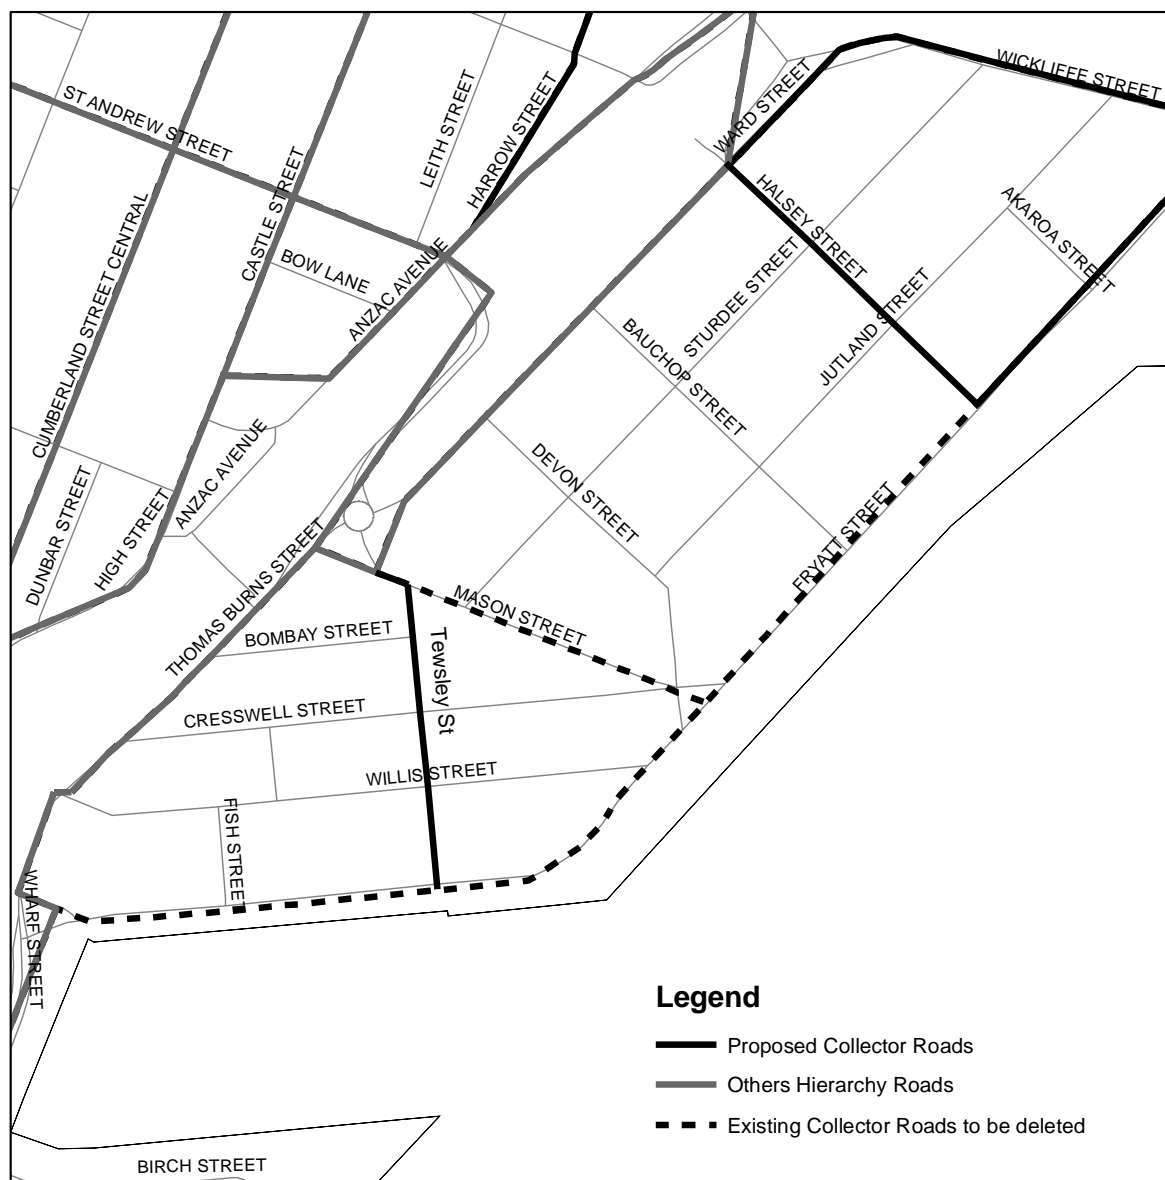 WICKLIFFE STREET
ST ANDREW STREET
LEITH STREET
HARROW STREET
WARD STREET
HALSEY STREET
AKAROA STREET
CASTLE STREET
CUMBERLAND STREET CENTRAL
BOW LANE
ANZAC AVENUE
STURDEE STREET
JUTLAND STREET
BAUCHOP STREET
ANZAC AVENUE
DEVON STREET
DUNBAR STREET
HIGH STREET
FRYATT STREET
THOMAS BURNS STREET
MASON STREET
BOMBAY STREET
Tewsley St
CRESSWELL STREET
WILLIS STREET
FISH STREET
WHARF STREET
Legend
Proposed Collector Roads
Others Hierarchy Roads
Existing Collector Roads to be deleted
BIRCH STREET